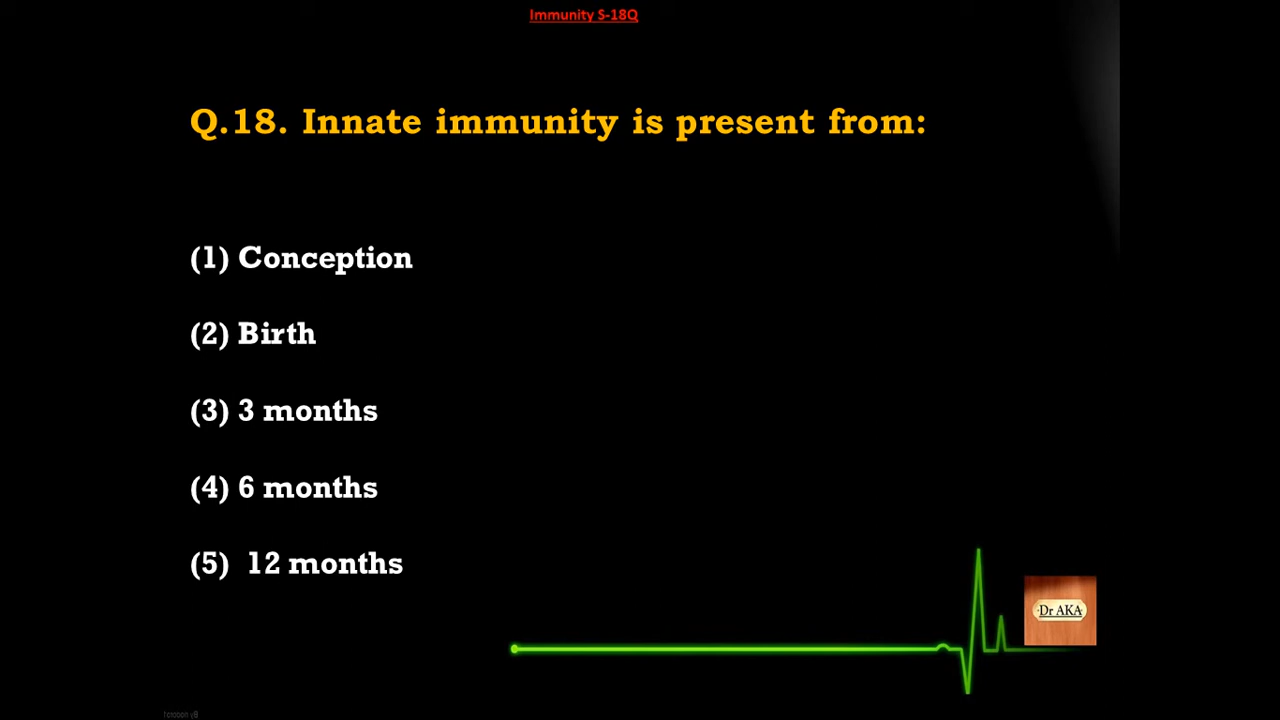 Immunity S-18Q
Q.18. Innate immunity is present from:
(1) Conception
(2) Birth
(3) 3 months
(4) 6 months
(5) 12 months
Dr AKA